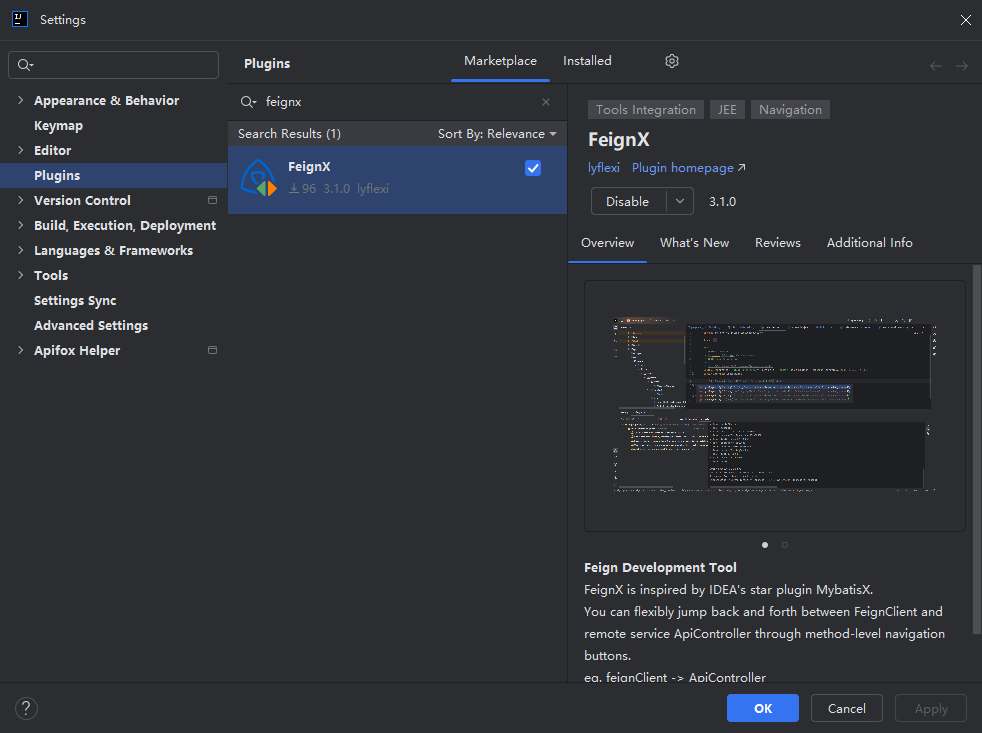 Settings
Plugins
Marketplace
Installed
Appearance & Behavior
Keymap
Editor
Plugins
Version Control
Build, Execution, Deployment
Languages & Frameworks
Tools
Settings Sync
Advanced Settings
Apifox Helper
feignx
Search Results (1)
Sort By: Relevance
FeignX
96 3.1.0 lyflexi
Tools Integration
JEE
Navigation
FeignX
lyflexi
Plugin homepage ↗
Disable
3.1.0
Overview
What's New
Reviews
Additional Info
Feign Development Tool
FeignX is inspired by IDEA's star plugin MybatisX.
You can flexibly jump back and forth between FeignClient and
remote service ApiController through method-level navigation
buttons.
eg. feignClient -> ApiController
?
OK
Cancel
Apply